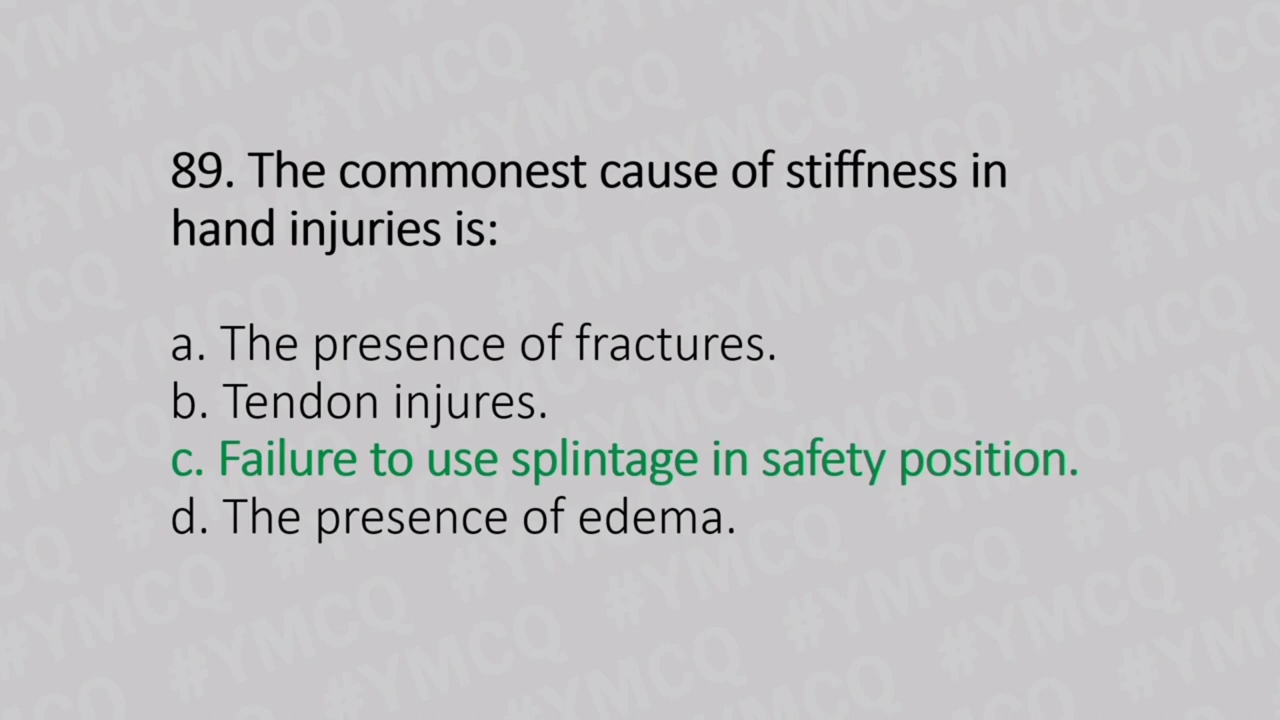 89. The commonest cause of stiffness in
hand injuries is:
a. The presence of fractures.
b. Tendon injures.
c. Failure to use splintage in safety position.
d. The presence of edema.
#YMCQ